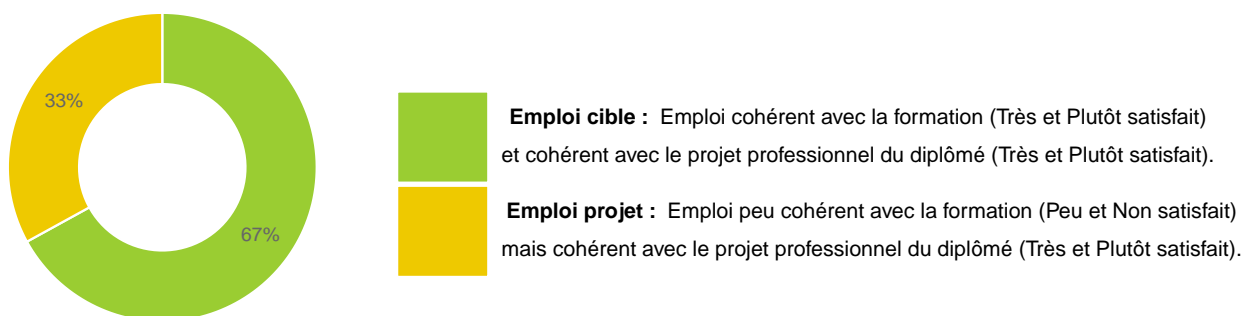 33%
67%
Emploi cible : Emploi cohérent avec la formation (Très et Plutôt satisfait)
et cohérent avec le projet professionnel du diplômé (Très et Plutôt satisfait).
Emploi projet : Emploi peu cohérent avec la formation (Peu et Non satisfait)
mais cohérent avec le projet professionnel du diplômé (Très et Plutôt satisfait).